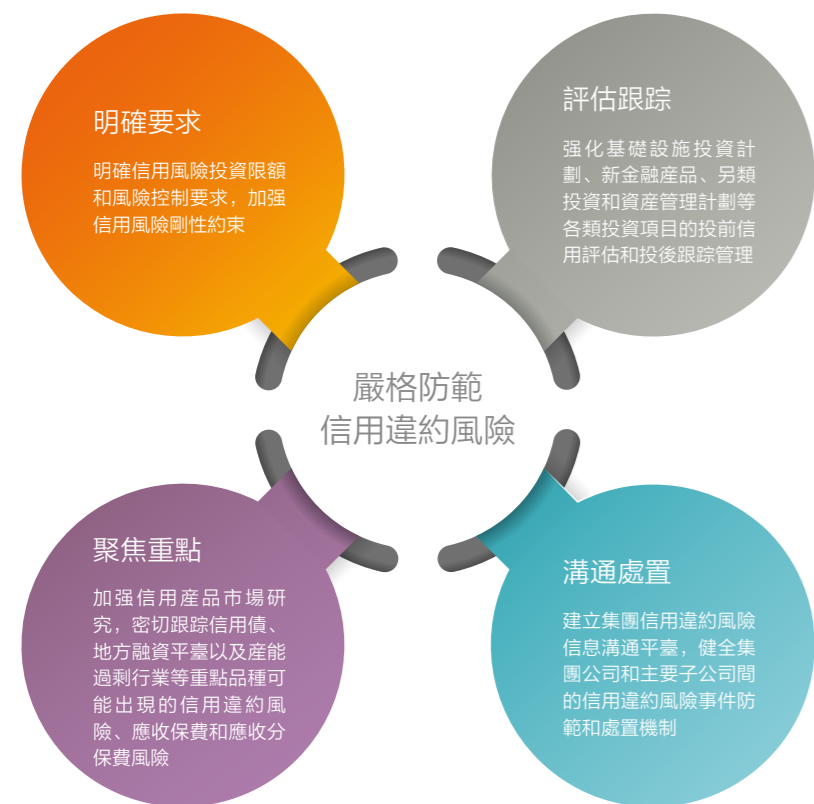 明確要求
明確信用風險投資限額
和風險控制要求，加强
信用風險剛性約束
評估跟踪
强化基礎設施投資計
劃、新金融産品、另類
投資和資産管理計劃等
各類投資項目的投前信
用評估和投後跟踪管理
嚴格防範
信用違約風險
聚焦重點
加强信用産品市場研
究，密切跟踪信用債、
地方融資平臺以及産能
過剩行業等重點品種可
能出現的信用違約風
險、應收保費和應收分
保費風險
溝通處置
建立集團信用違約風險
信息溝通平臺，健全集
團公司和主要子公司間
的信用違約風險事件防
範和處置機制